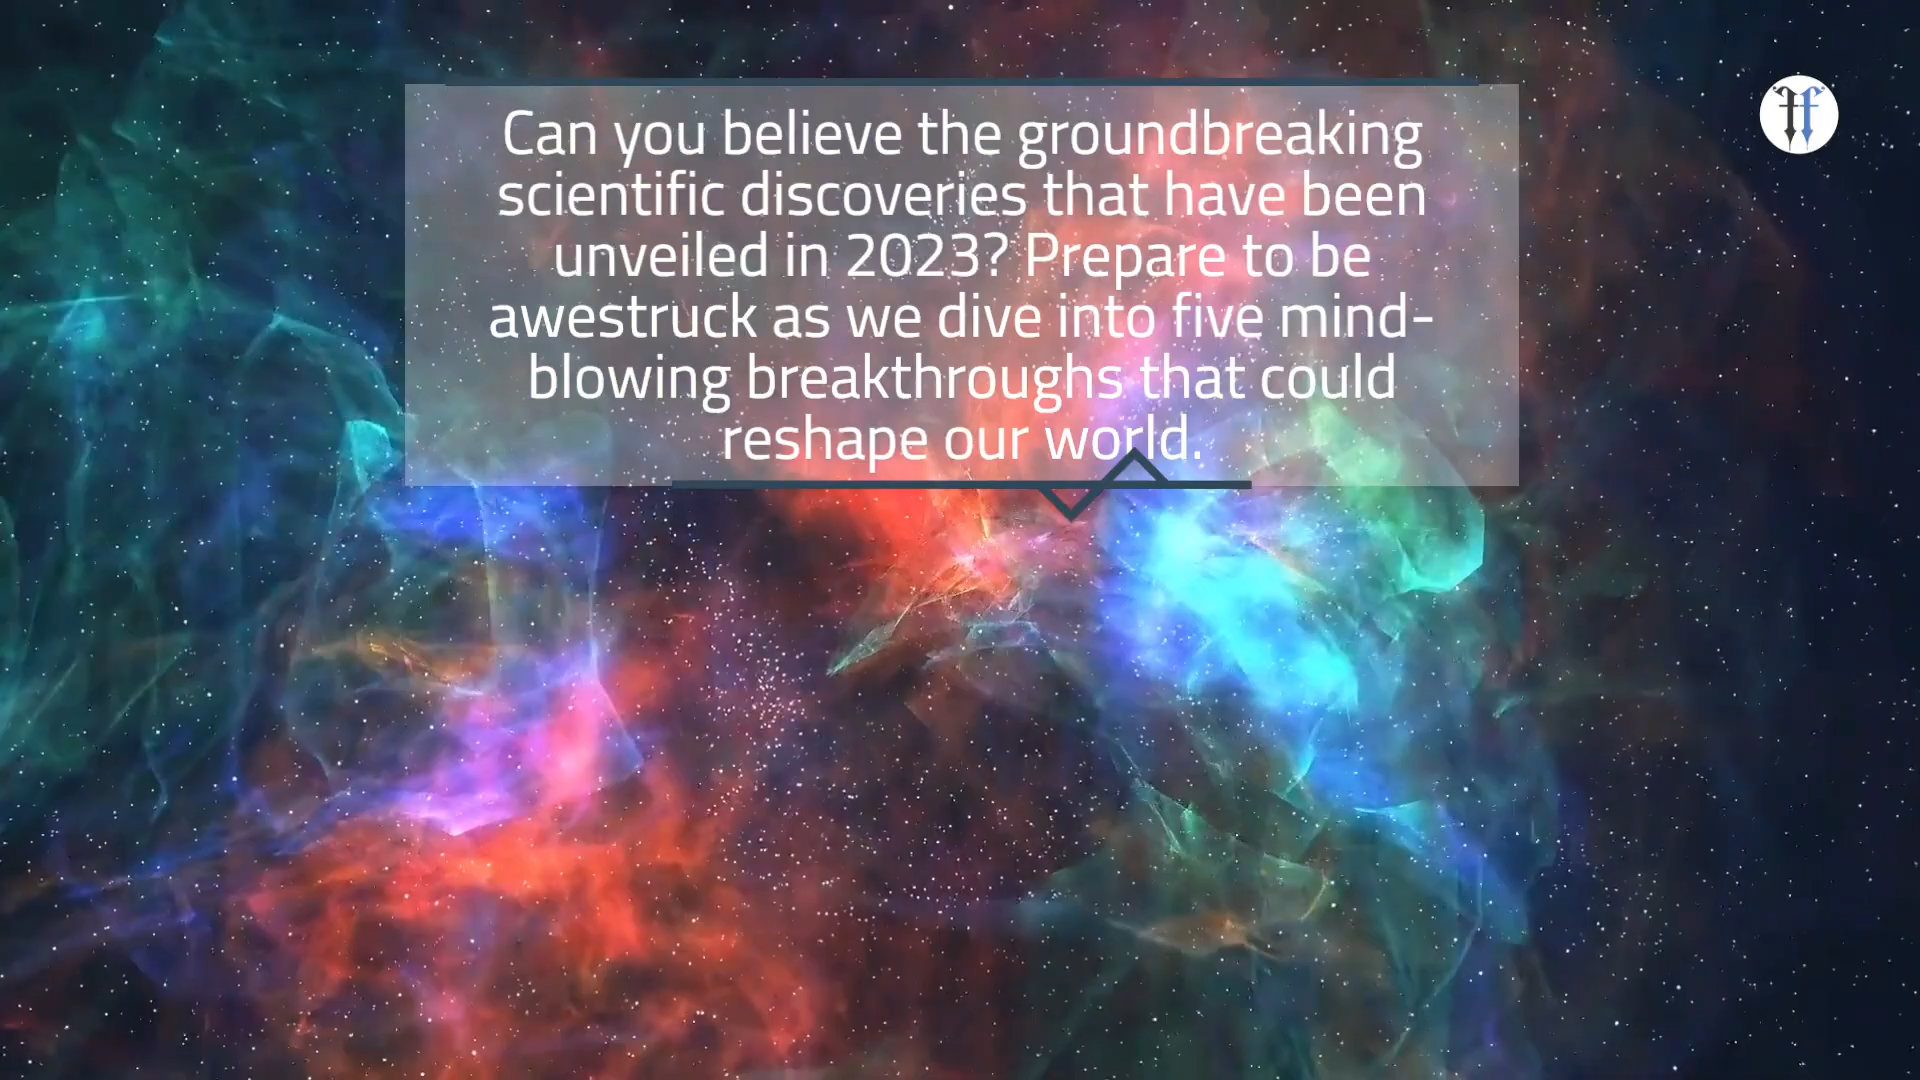 Can you believe the groundbreaking
scientific discoveries that have been
unveiled in 2023? Prepare to be
awestruck as we dive into five mind-
blowing breakthroughs that could
reshape our world.